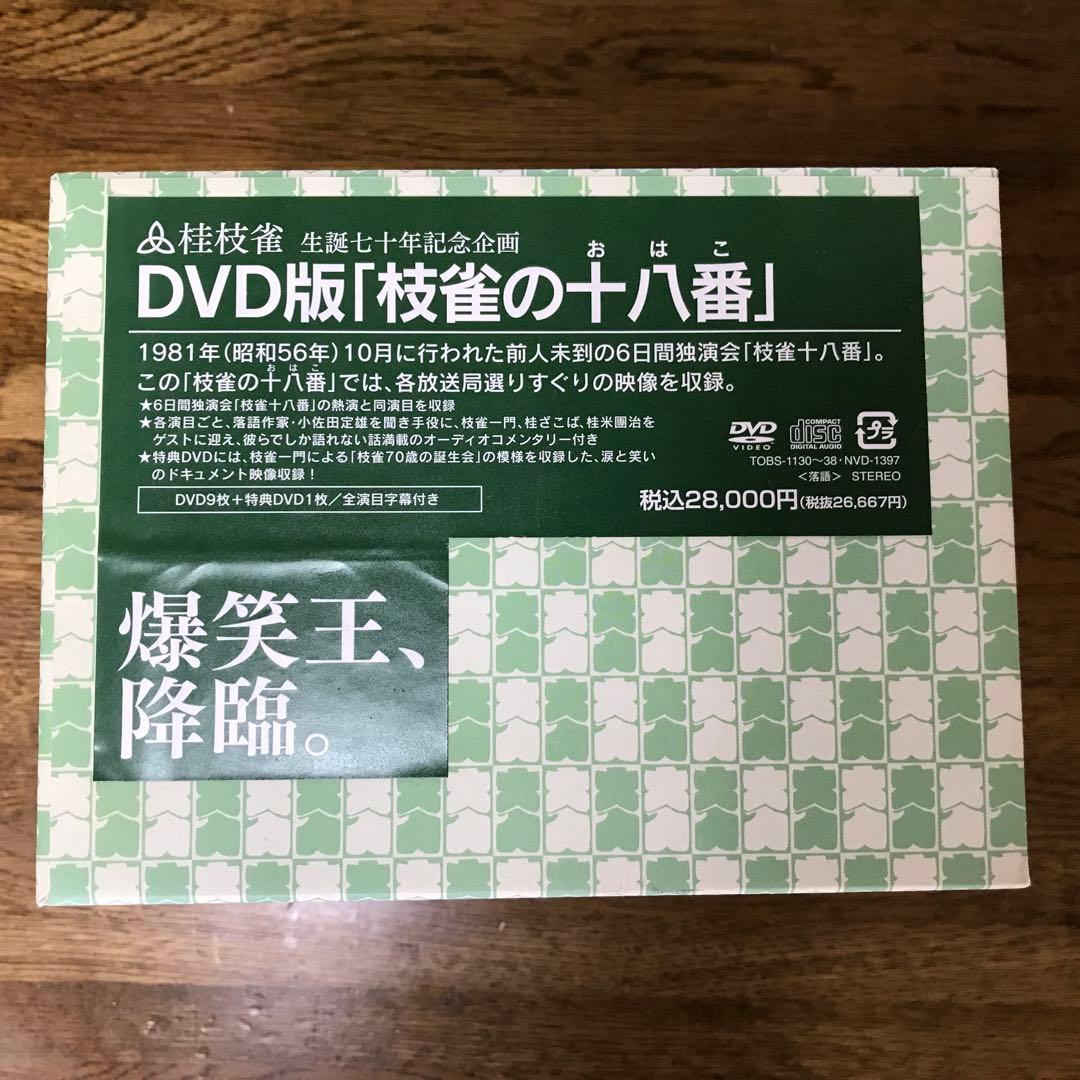 桂枝雀 生誕七十年記念企画
おはこ
DVD版「枝雀の十八番」
1981年(昭和56年)10月に行われた前人未到の6日間独演会「枝雀十八番」。
おはこ
この「枝雀の十八番」では、各放送局選りすぐりの映像を収録。
★6日間独演会「枝雀十八番」の熱演と同演目を収録
★各演目ごと、落語作家・小佐田定雄を聞き手役に、枝雀一門、桂ざこば、桂米團治を
ゲストに迎え、彼らでしか語れない話満載のオーディオコメンタリー付き
★特典DVDには、枝雀一門による「枝雀70歳の誕生会」の模様を収録した、涙と笑い
のドキュメント映像収録！
DVD9枚＋特典DVD1枚／全演目字幕付き
DVD
VIDEO
COMPACT
disc
DIGITAL AUDIO
プラ
TOBS-1130〜38・NVD-1397
＜落語＞ STEREO
税込28,000円(税抜26,667円)
爆笑王、
降臨。